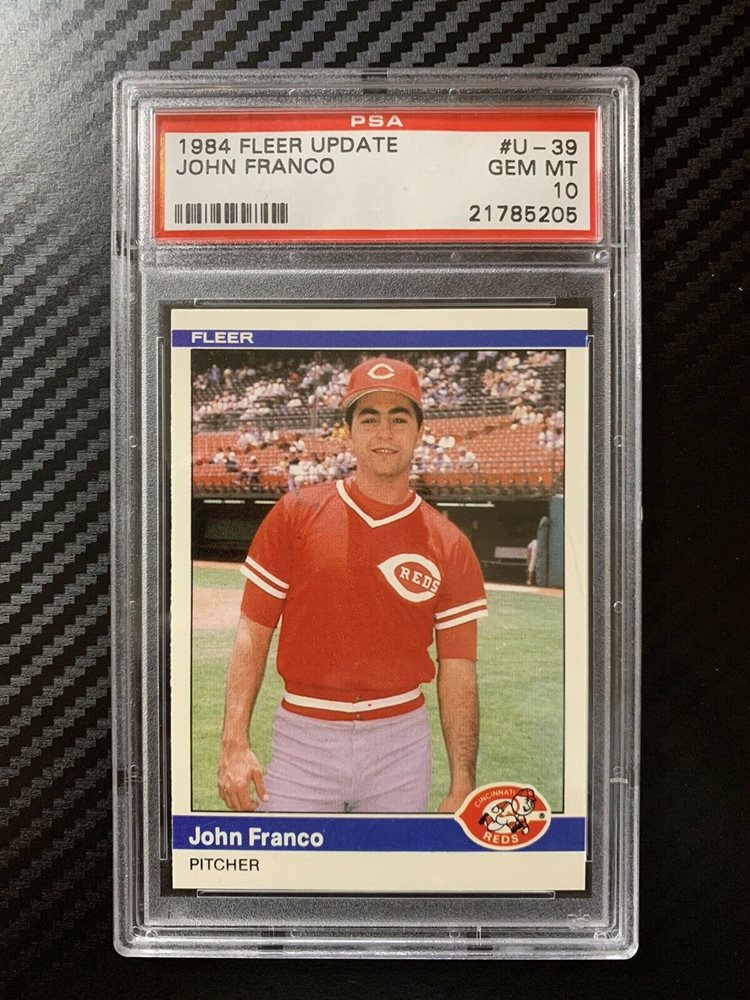 PSA
1984 FLEER UPDATE #U-39
JOHN FRANCO GEM MT
10
21785205
FLEER
C
REDS
John Franco
CINCINNATI
REDS
®
PITCHER